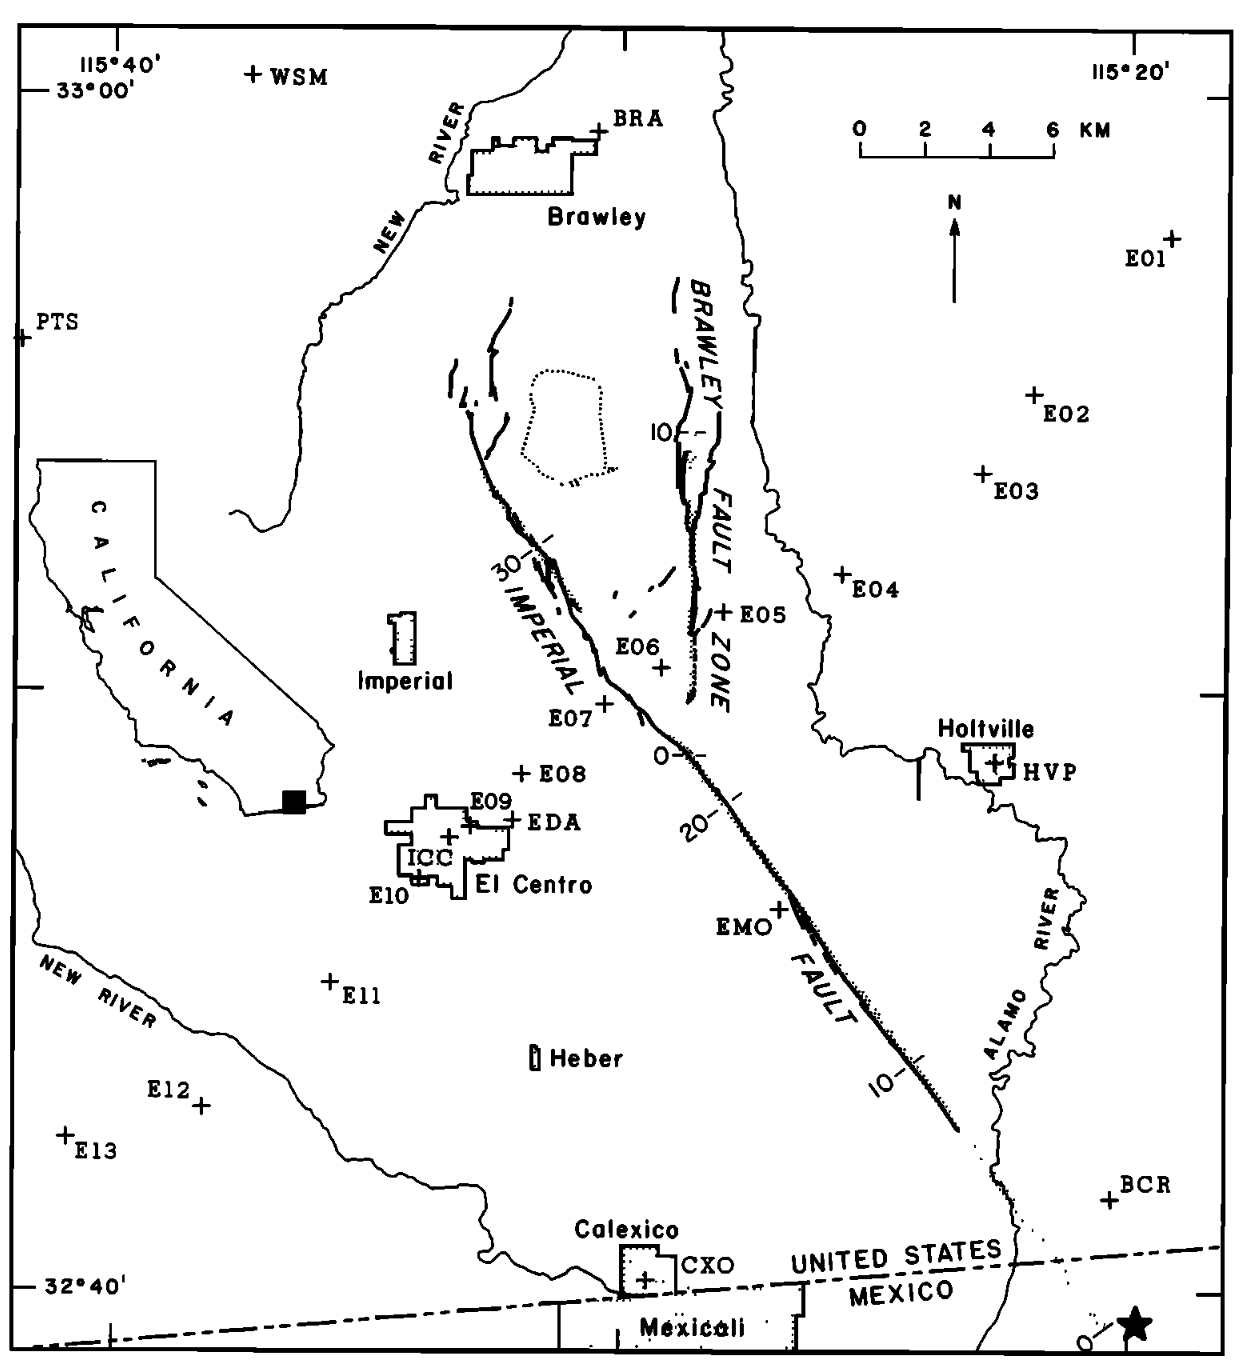 115°40'
33°00'
WSM
115°20'
RIVER
BRA
0 2 4 6 KM
NEW
Brawley
N
E01
PTS
BRAWLEY
E02
10
CALIFORNIA
FAULT
E03
30
E04
IMPERIAL
E05
E06
ZONE
Imperial
E07
Holtville
0
HVP
E08
E09
EDA
20
ICC
E10
El Centro
EMO
RIVER
FAULT
NEW RIVER
E11
ALAMO
Heber
10
E12
E13
BCR
Calexico
CXO
UNITED STATES
MEXICO
32°40'
Mexicali
0